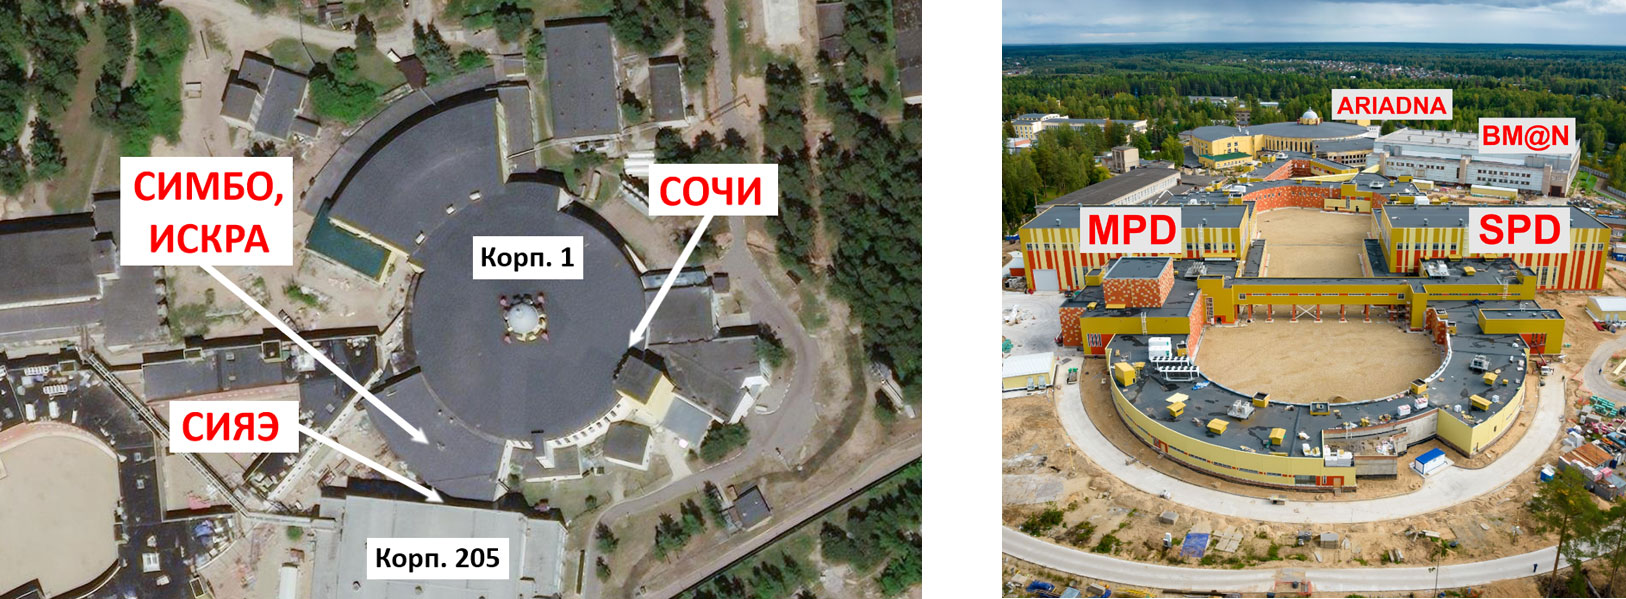 СИМБО,
ИСКРА
СОЧИ
Корп. 1
СИЯЭ
Корп. 205
ARIADNA
BM@N
MPD
SPD